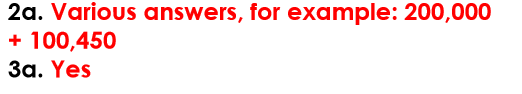 2a. Various answers, for example: 200,000
+ 100,450
3a. Yes